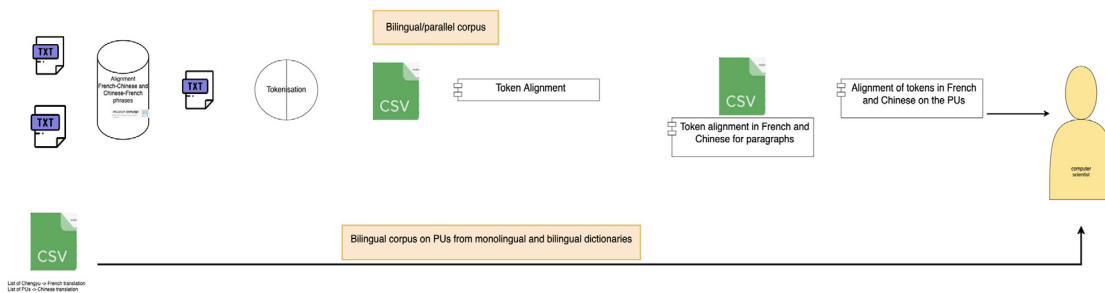 Bilingual/parallel corpus
TXT
TXT
Alignment
French-Chinese and
Chinese-French
phrases
TXT
Tokenisation
CSV
Token Alignment
CSV
Token alignment in French and
Chinese for paragraphs
Alignment of tokens in French
and Chinese on the PUs
computer
scientist
CSV
List of Chengyu -> French translation
List of PUs -> Chinese translation
Bilingual corpus on PUs from monolingual and bilingual dictionaries